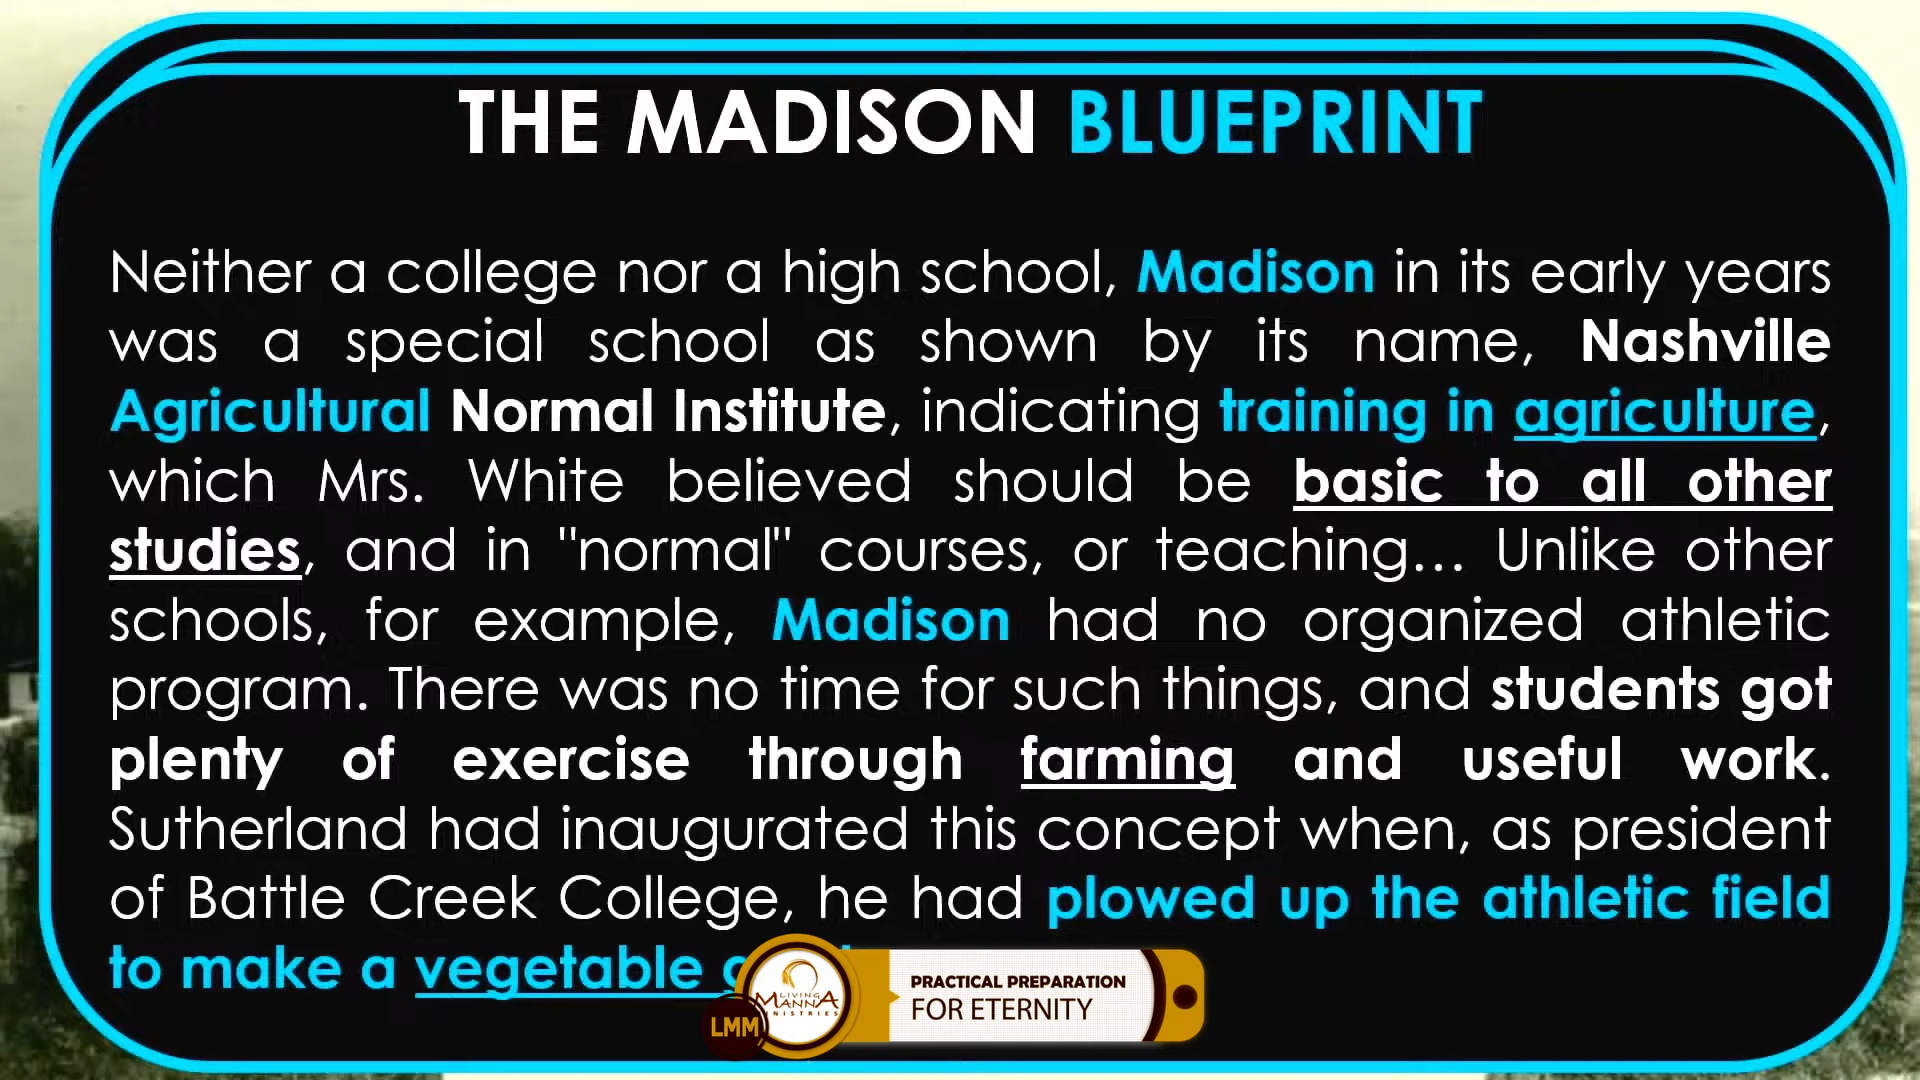 THE MADISON BLUEPRINT
Neither a college nor a high school, Madison in its early years
was a special school as shown by its name, Nashville
Agricultural Normal Institute, indicating training in agriculture,
which Mrs. White believed should be basic to all other
studies, and in "normal" courses, or teaching… Unlike other
schools, for example, Madison had no organized athletic
program. There was no time for such things, and students got
plenty of exercise through farming and useful work.
Sutherland had inaugurated this concept when, as president
of Battle Creek College, he had plowed up the athletic field
to make a vegetable
LIVING
MANNA
MINISTRIES
LMM
PRACTICAL PREPARATION
FOR ETERNITY